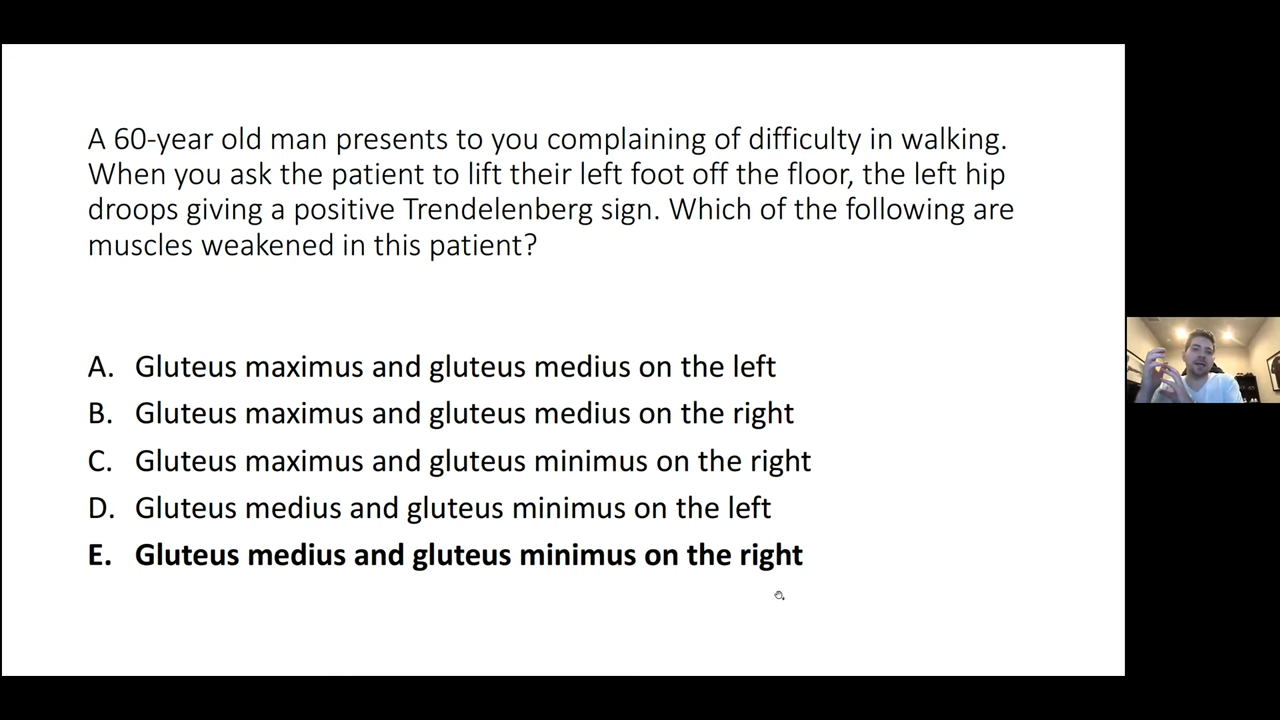 A 60-year old man presents to you complaining of difficulty in walking.
When you ask the patient to lift their left foot off the floor, the left hip
droops giving a positive Trendelenberg sign. Which of the following are
muscles weakened in this patient?
A. Gluteus maximus and gluteus medius on the left
B. Gluteus maximus and gluteus medius on the right
C. Gluteus maximus and gluteus minimus on the right
D. Gluteus medius and gluteus minimus on the left
E. Gluteus medius and gluteus minimus on the right